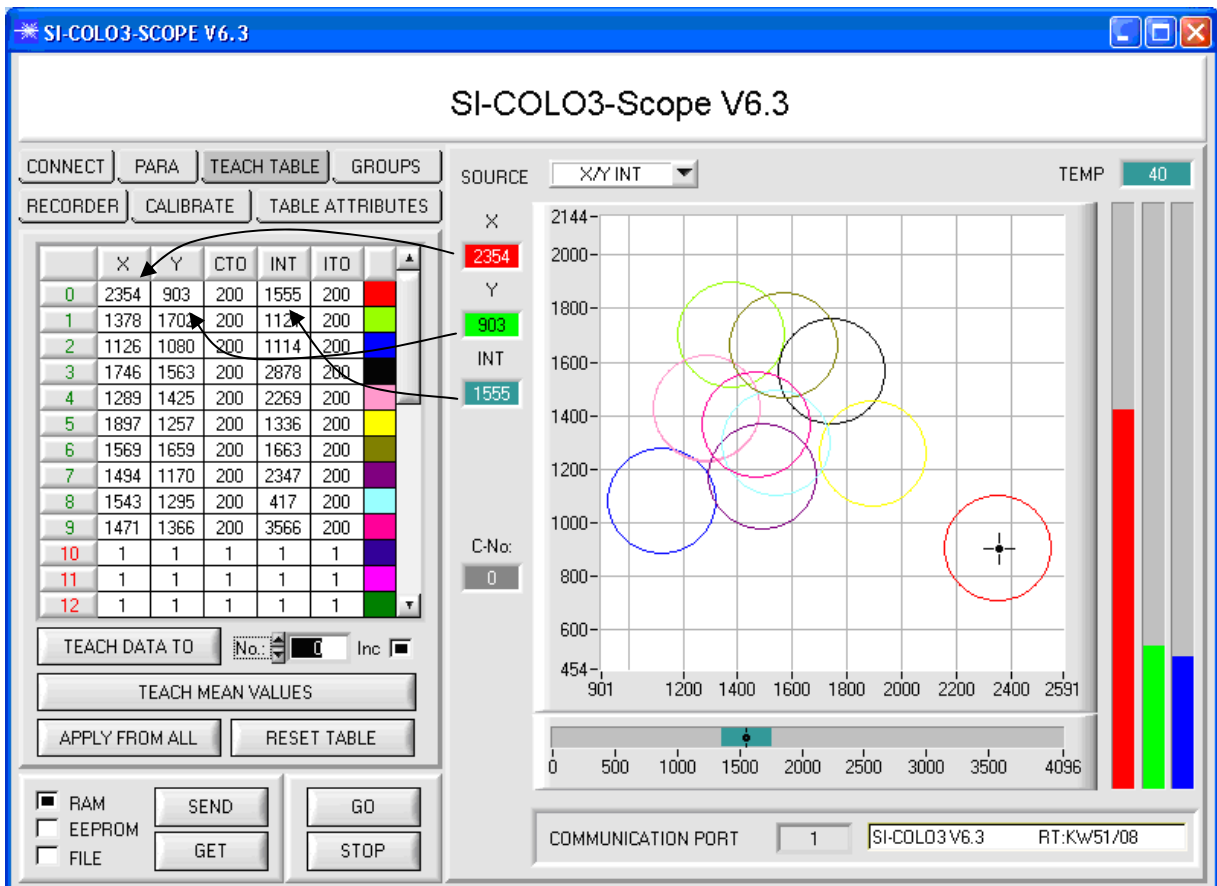 SI-COLO3-SCOPE V6.3
SI-COLO3-Scope V6.3
CONNECT PARA TEACH TABLE GROUPS
RECORDER CALIBRATE TABLE ATTRIBUTES
X Y CTO INT ITO
0 2354 903 200 1555 200
1 1378 1702 200 200
2 1126 1080 200 1114 200
3 1746 1563 200 2878 200
4 1289 1425 200 2269 200
5 1897 1257 200 1336 200
6 1569 1659 200 1663 200
7 1494 1170 200 2347 200
8 1543 1295 200 417 200
9 1471 1366 200 3566 200
10 1 1 1 1 1
11 1 1 1 1 1
12 1 1 1 1 1
TEACH DATA TO No.: 0 Inc
TEACH MEAN VALUES
APPLY FROM ALL RESET TABLE
RAM
EEPROM
FILE
SEND
GET
GO
STOP
SOURCE X/Y INT
TEMP 40
X
2354
Y
903
INT
1555
C-No:
0
2144
2000
1800
1600
1400
1200
1000
800
600
454
901 1200 1400 1600 1800 2000 2200 2400 2591
0 500 1000 1500 2000 2500 3000 3500 4096
COMMUNICATION PORT 1 SI-COLO3 V6.3 RT:KW51/08